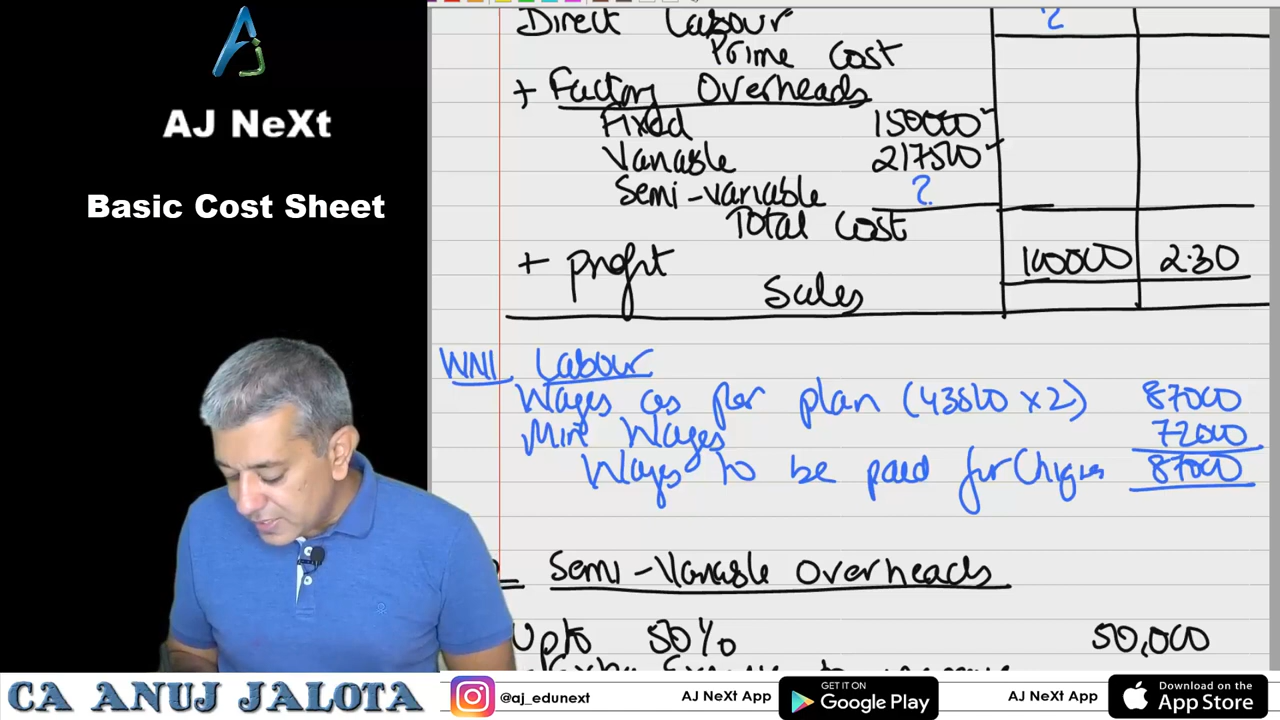 AJ NeXt
Basic Cost Sheet
Direct Labour ?
Prime Cost
+ Factory Overheads
Fixed 150000
Variable 217500
Semi-variable ?
Total Cost
+ Profit 100000 2.30
Sales
WN1 Labour
Wages as per plan (43500 x 2) 87000
Min Wages 72000
Wages to be paid for (Higher 87000
Semi-Variable Overheads
Upto 50% 50,000
CA ANUJ JALOTA
@aj_edunext
AJ NeXt App
GET IT ON
Google Play
AJ NeXt App
Download on the
App Store